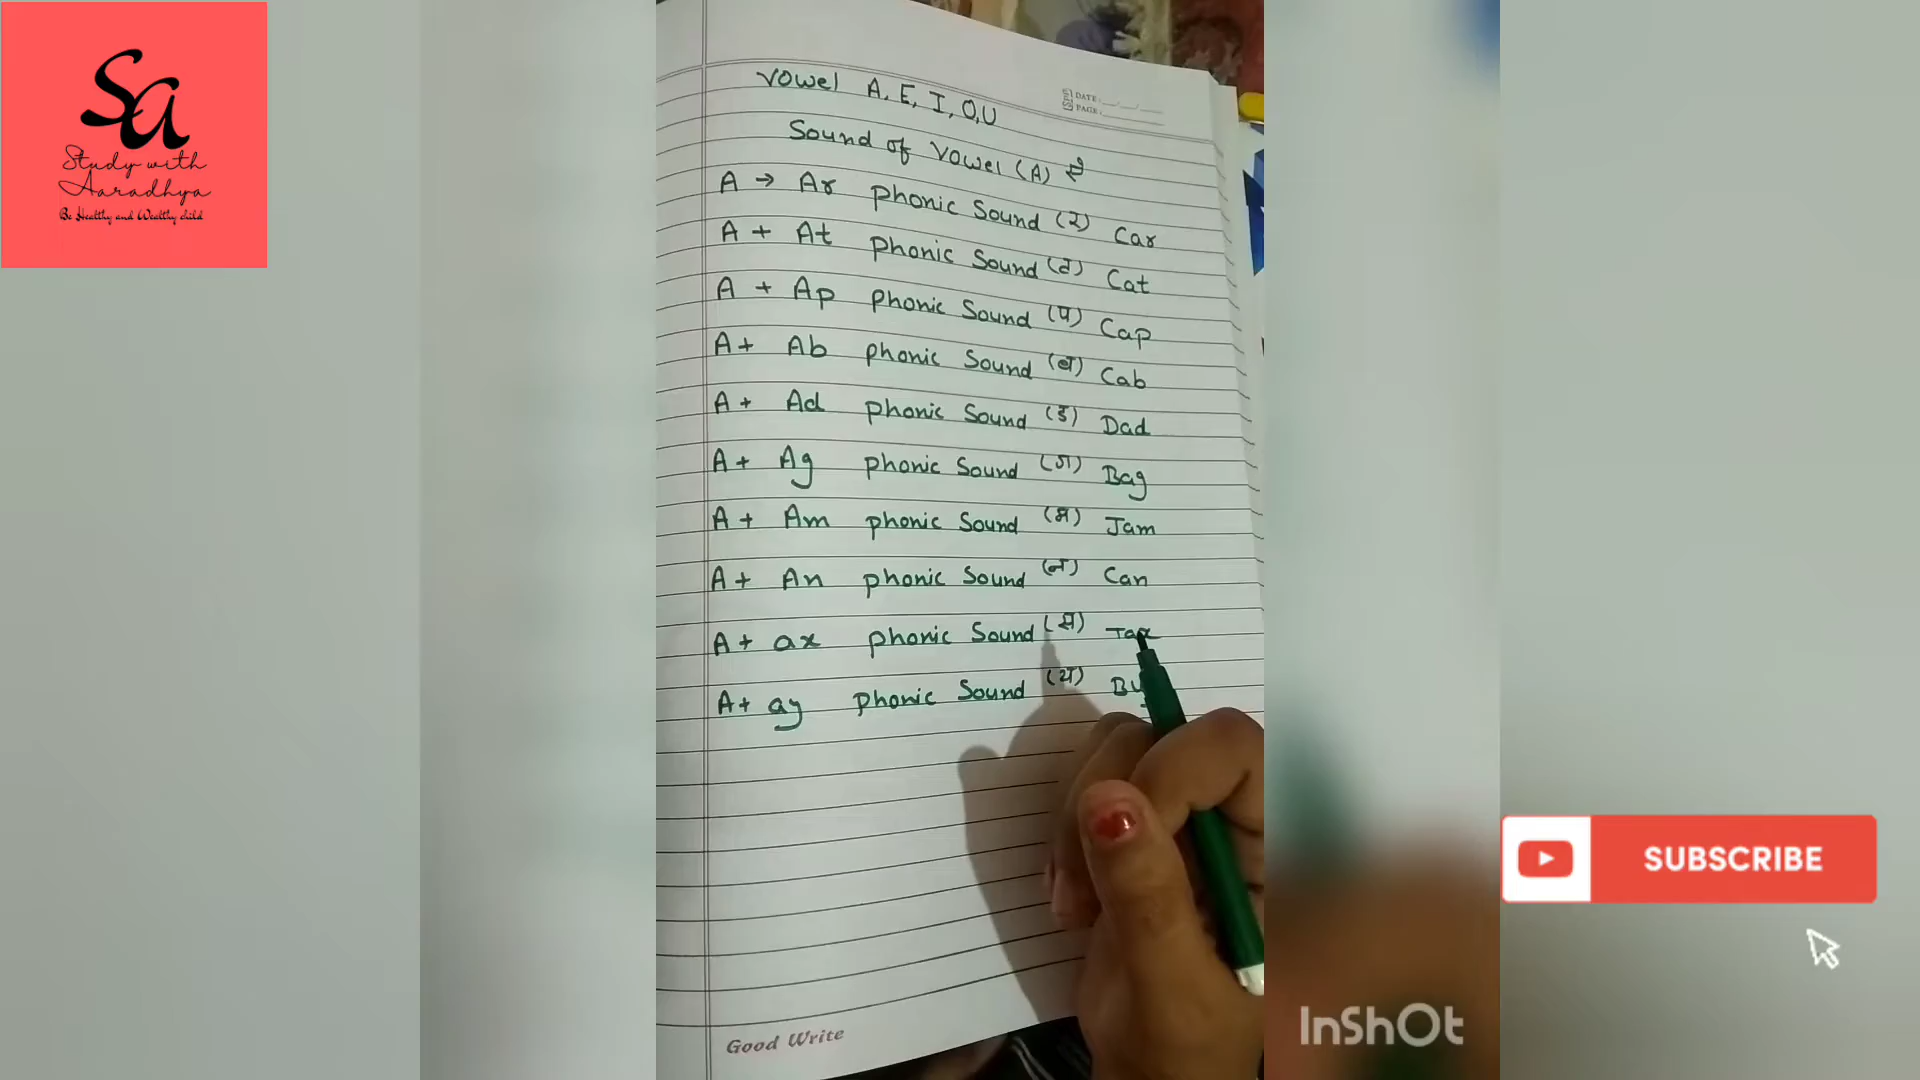 SA
Study with
Aaradhya
Be Healthy and Wealthy child
Vowel A, E, I, O, U
DATE:
PAGE:
Sound of Vowel (A) ऐ
A → Ar phonic Sound (र) Car
A + At phonic Sound (ट) Cat
A + Ap phonic Sound (प) Cap
A + Ab phonic Sound (ब) Cab
A + Ad phonic Sound (ड) Dad
A + Ag phonic Sound (ग) Bag
A + Am phonic Sound (म) Jam
A + An phonic Sound (न) Can
A + ax phonic Sound (स) Tax
A + ay phonic Sound (य)
Good Write
SUBSCRIBE
InShOt